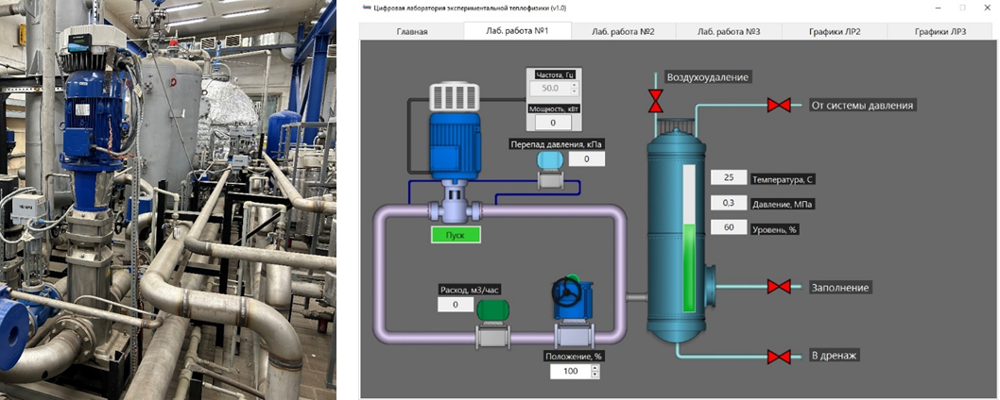 Цифровая лаборатория экспериментальной теплофизики (v1.0)
Главная
Лаб. работа №1
Лаб. работа №2
Лаб. работа №3
Графики ЛР2
Графики ЛР3
Частота, Гц
50.0
Мощность, кВт
0
Перепад давления, кПа
0
Пуск
Расход, м3/час
0
Положение, %
100
Воздухоудаление
От системы давления
25
Температура, С
0,3
Давление, МПа
60
Уровень, %
Заполнение
В дренаж